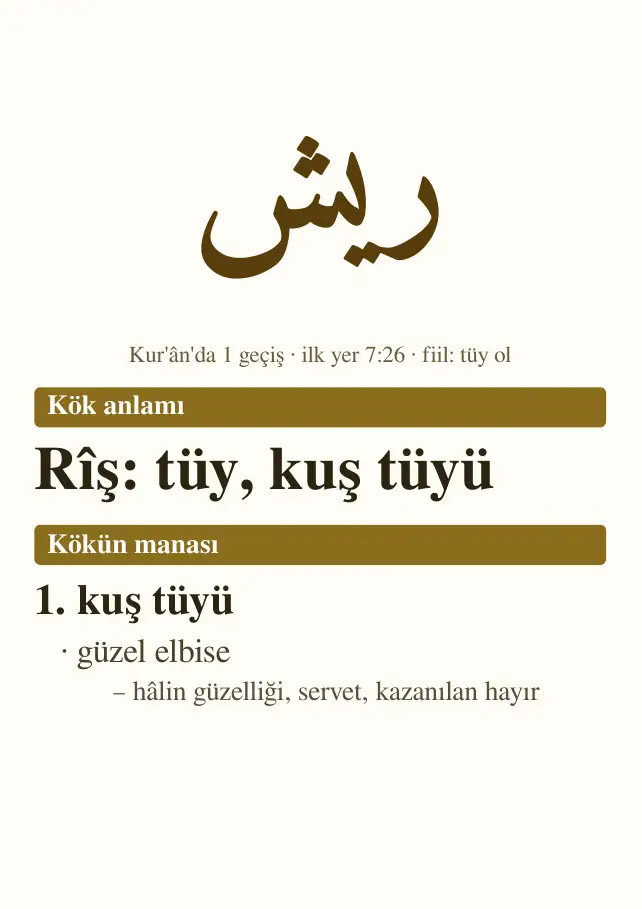 ريش
Kur'ân'da 1 geçiş · ilk yer 7:26 · fiil: tüy ol
Kök anlamı
Rîş: tüy, kuş tüyü
Kökün manası
1. kuş tüyü
· güzel elbise
– hâlin güzelliği, servet, kazanılan hayır